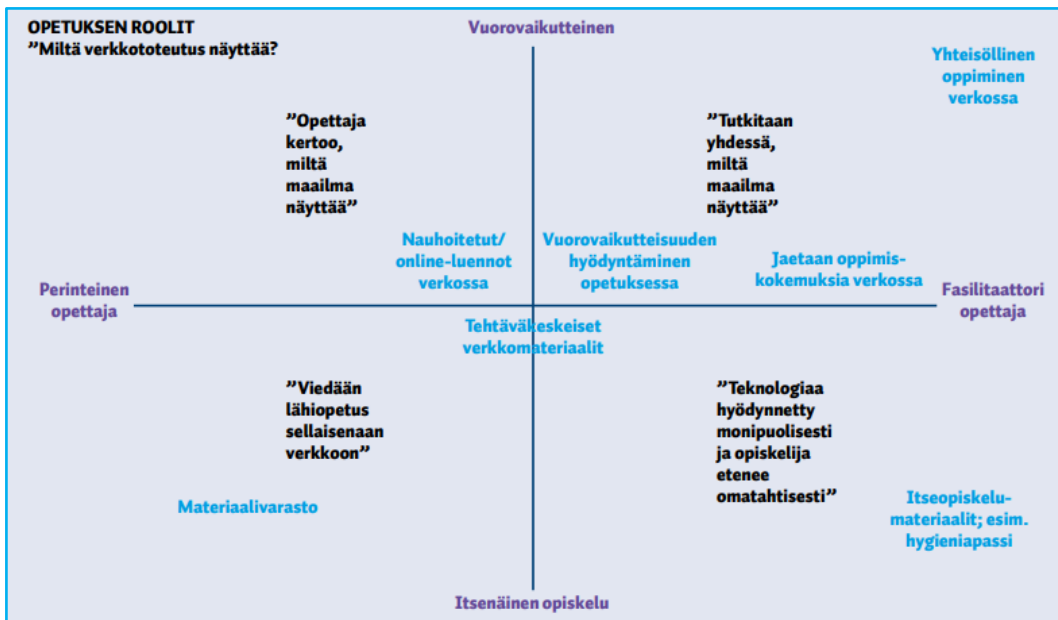 OPETUKSEN ROOLIT
”Miltä verkkototeutus näyttää?
Vuorovaikutteinen
Yhteisöllinen
oppiminen
verkossa
”Opettaja
kertoo,
miltä
maailma
näyttää”
”Tutkitaan
yhdessä,
miltä
maailma
näyttää”
Nauhoitetut/
online-luennot
verkossa
Vuorovaikutteisuuden
hyödyntäminen
opetuksessa
Jaetaan oppimis-
kokemuksia verkossa
Perinteinen
opettaja
Fasilitaattori
opettaja
Tehtäväkeskeiset
verkkomateriaalit
”Viedään
lähiopetus
sellaisenaan
verkkoon”
”Teknologiaa
hyödynnetty
monipuolisesti
ja opiskelija
etenee
omatahtisesti”
Materiaalivarasto
Itseopiskelu-
materiaalit; esim.
hygieniapassi
Itsenäinen opiskelu